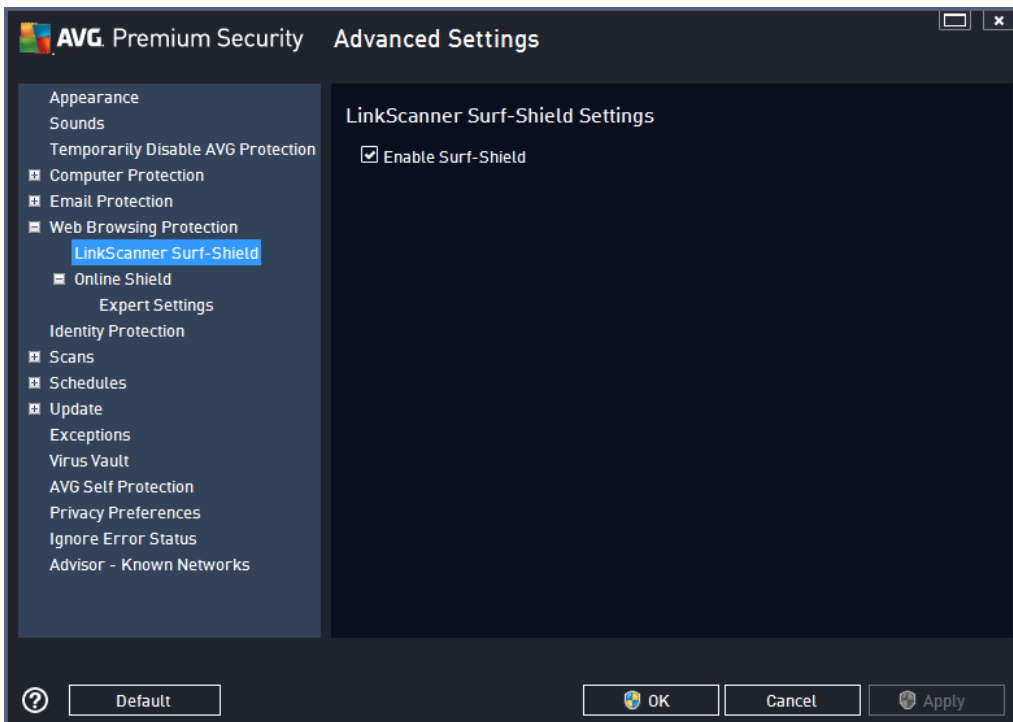 AVG. Premium Security Advanced Settings
Appearance
Sounds
Temporarily Disable AVG Protection
Computer Protection
Email Protection
Web Browsing Protection
LinkScanner Surf-Shield
Online Shield
Expert Settings
Identity Protection
Scans
Schedules
Update
Exceptions
Virus Vault
AVG Self Protection
Privacy Preferences
Ignore Error Status
Advisor - Known Networks
LinkScanner Surf-Shield Settings
Enable Surf-Shield
? Default OK Cancel Apply